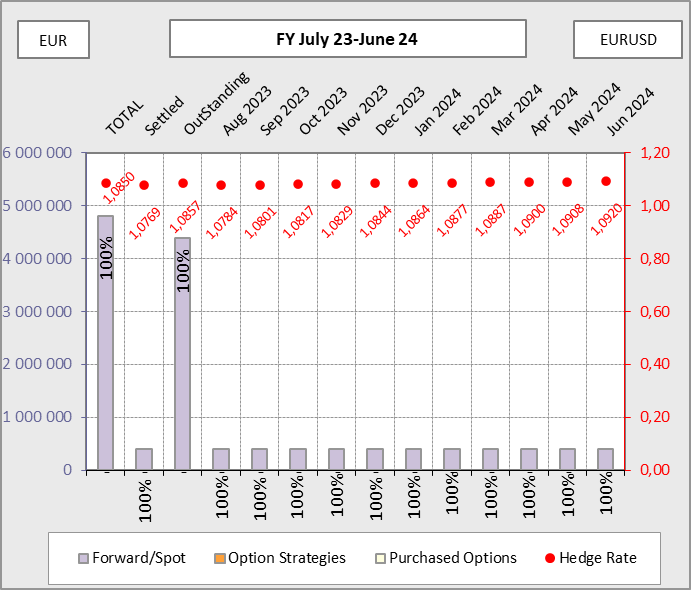 EUR
FY July 23-June 24
EURUSD
TOTAL
Settled
OutStanding
Aug 2023
Sep 2023
Oct 2023
Nov 2023
Dec 2023
Jan 2024
Feb 2024
Mar 2024
Apr 2024
May 2024
Jun 2024
6 000 000
5 000 000
4 000 000
3 000 000
2 000 000
1 000 000
0
1,20
1,00
0,80
0,60
0,40
0,20
0,00
1,0850
1,0769
1,0857
1,0784
1,0801
1,0817
1,0829
1,0844
1,0864
1,0877
1,0887
1,0900
1,0908
1,0920
100%
100%
100%
100%
100%
100%
100%
100%
100%
100%
100%
100%
100%
100%
Forward/Spot
Option Strategies
Purchased Options
Hedge Rate